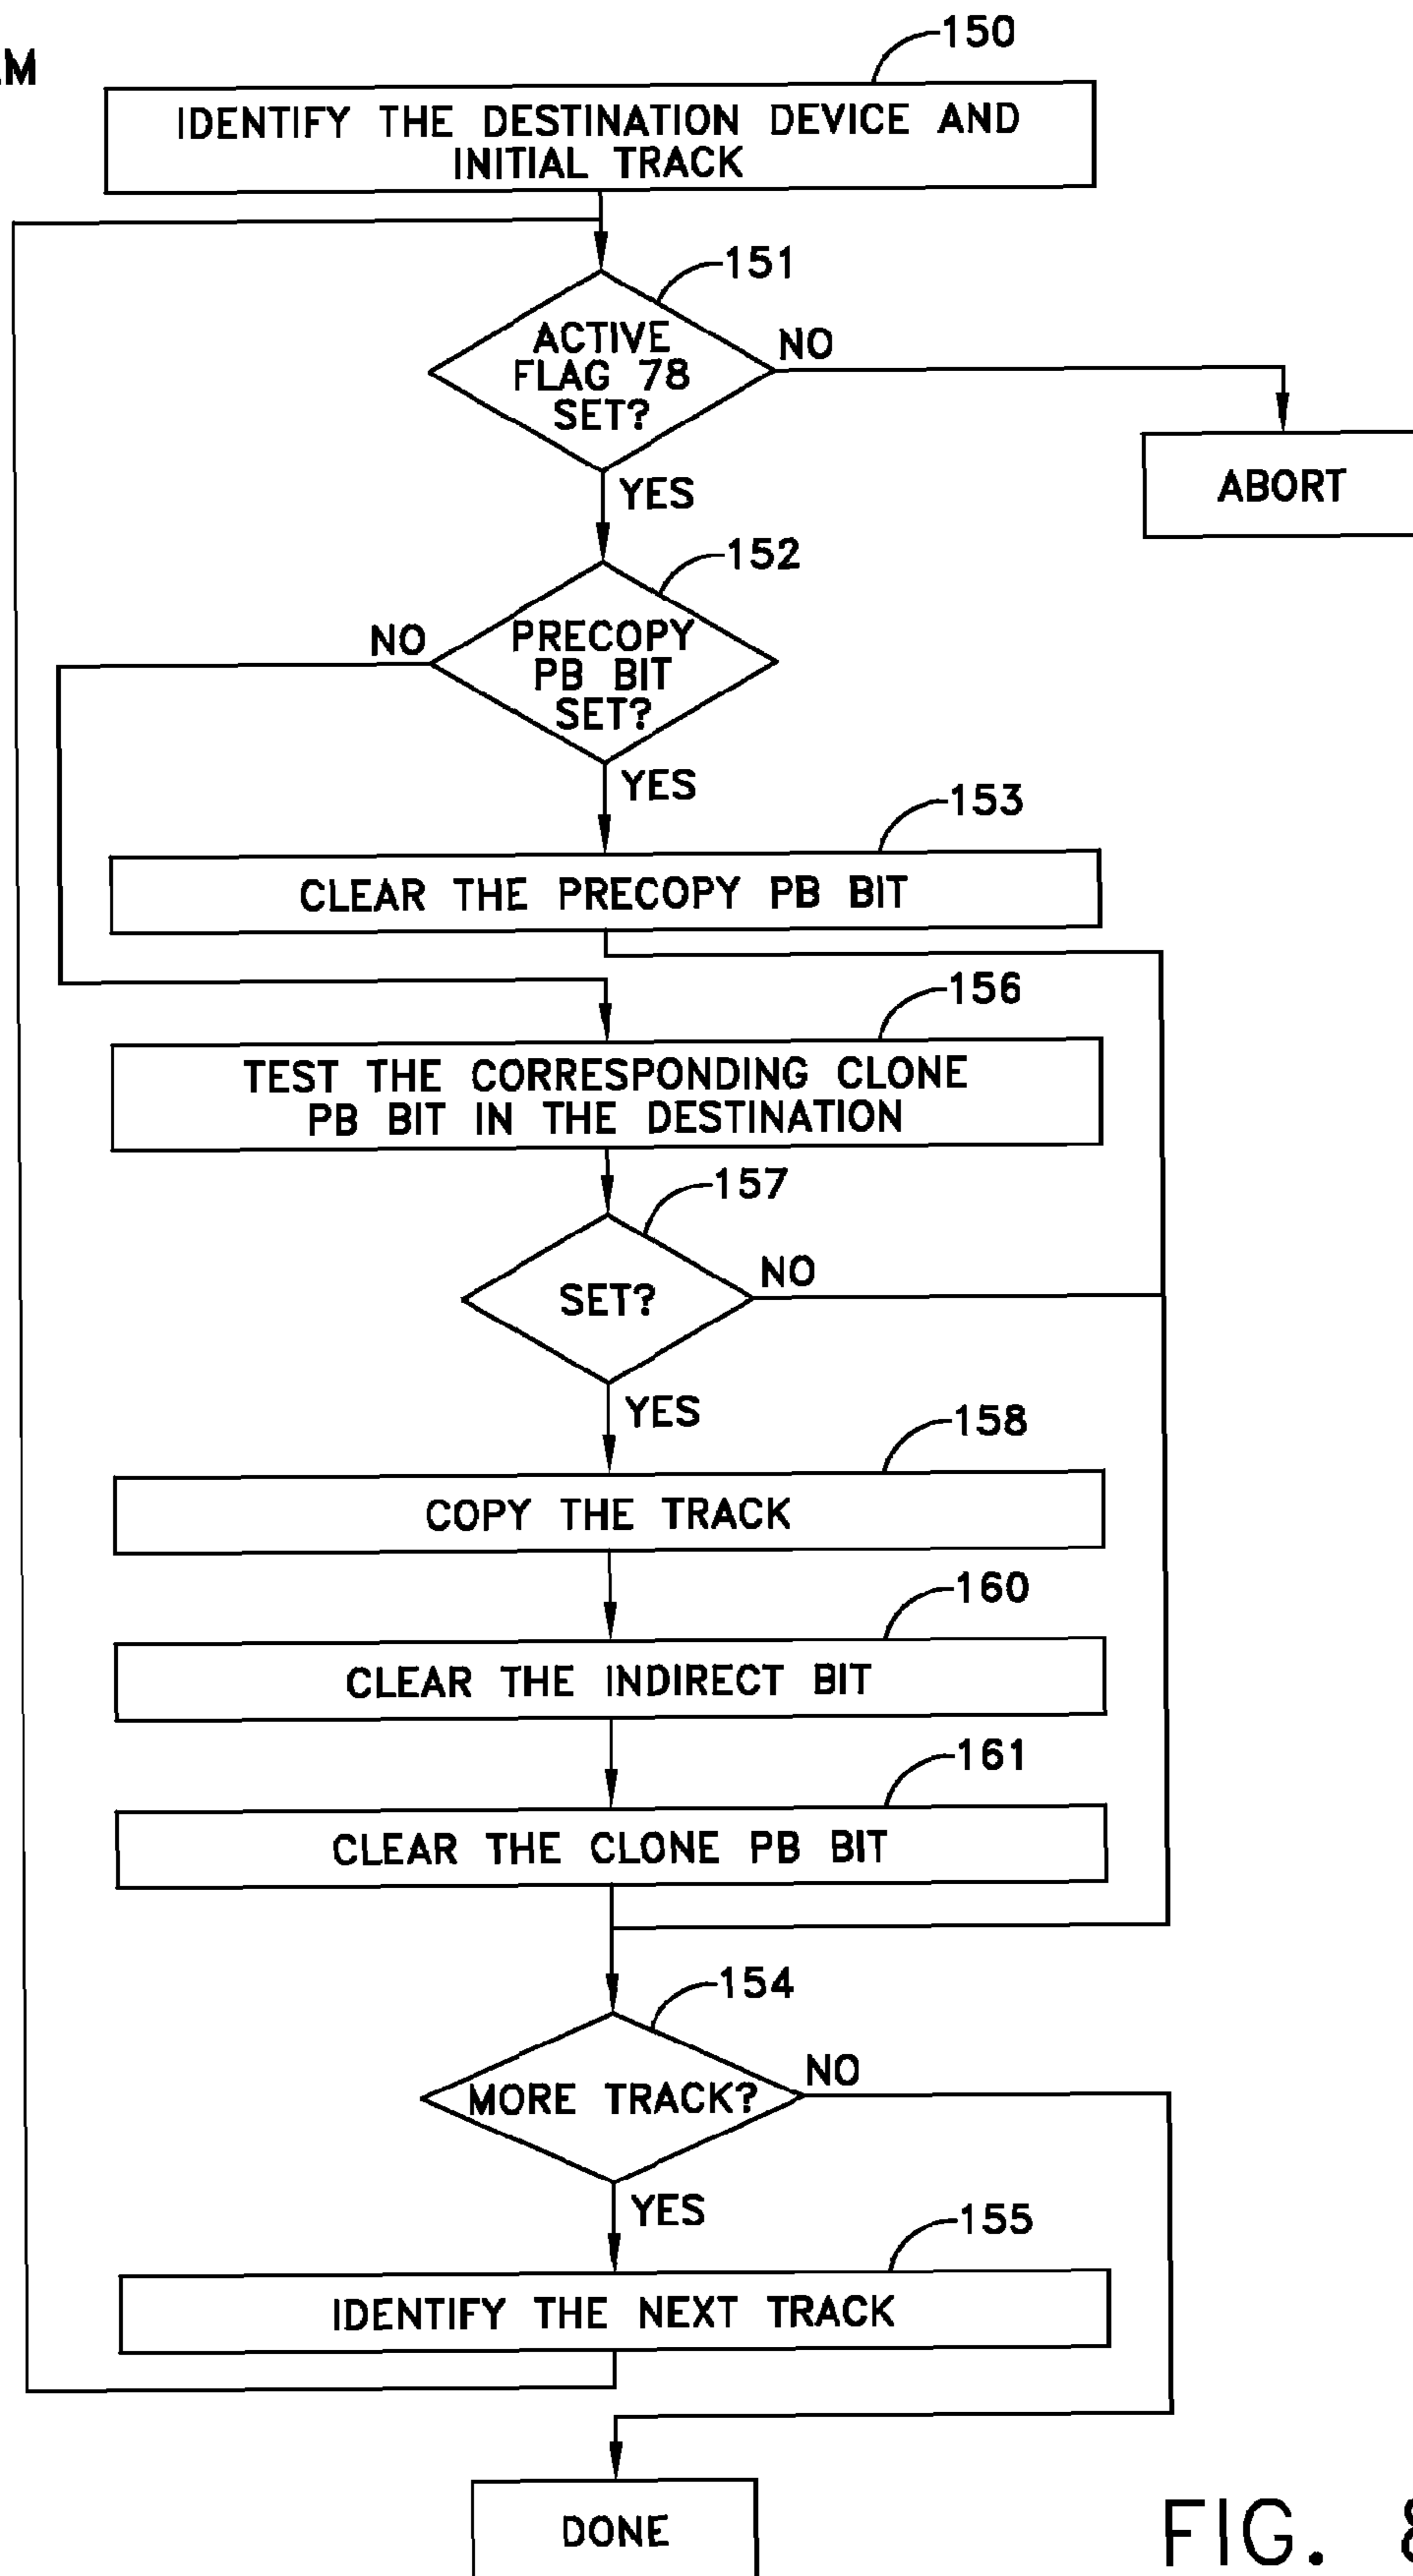 150
IDENTIFY THE DESTINATION DEVICE AND
INITIAL TRACK
151
ACTIVE
FLAG 78
SET?
NO
ABORT
YES
152
NO
PRECOPY
PB BIT
SET?
YES
153
CLEAR THE PRECOPY PB BIT
156
TEST THE CORRESPONDING CLONE
PB BIT IN THE DESTINATION
157
SET?
NO
YES
158
COPY THE TRACK
160
CLEAR THE INDIRECT BIT
161
CLEAR THE CLONE PB BIT
154
MORE TRACK?
NO
YES
155
IDENTIFY THE NEXT TRACK
DONE
FIG. 8